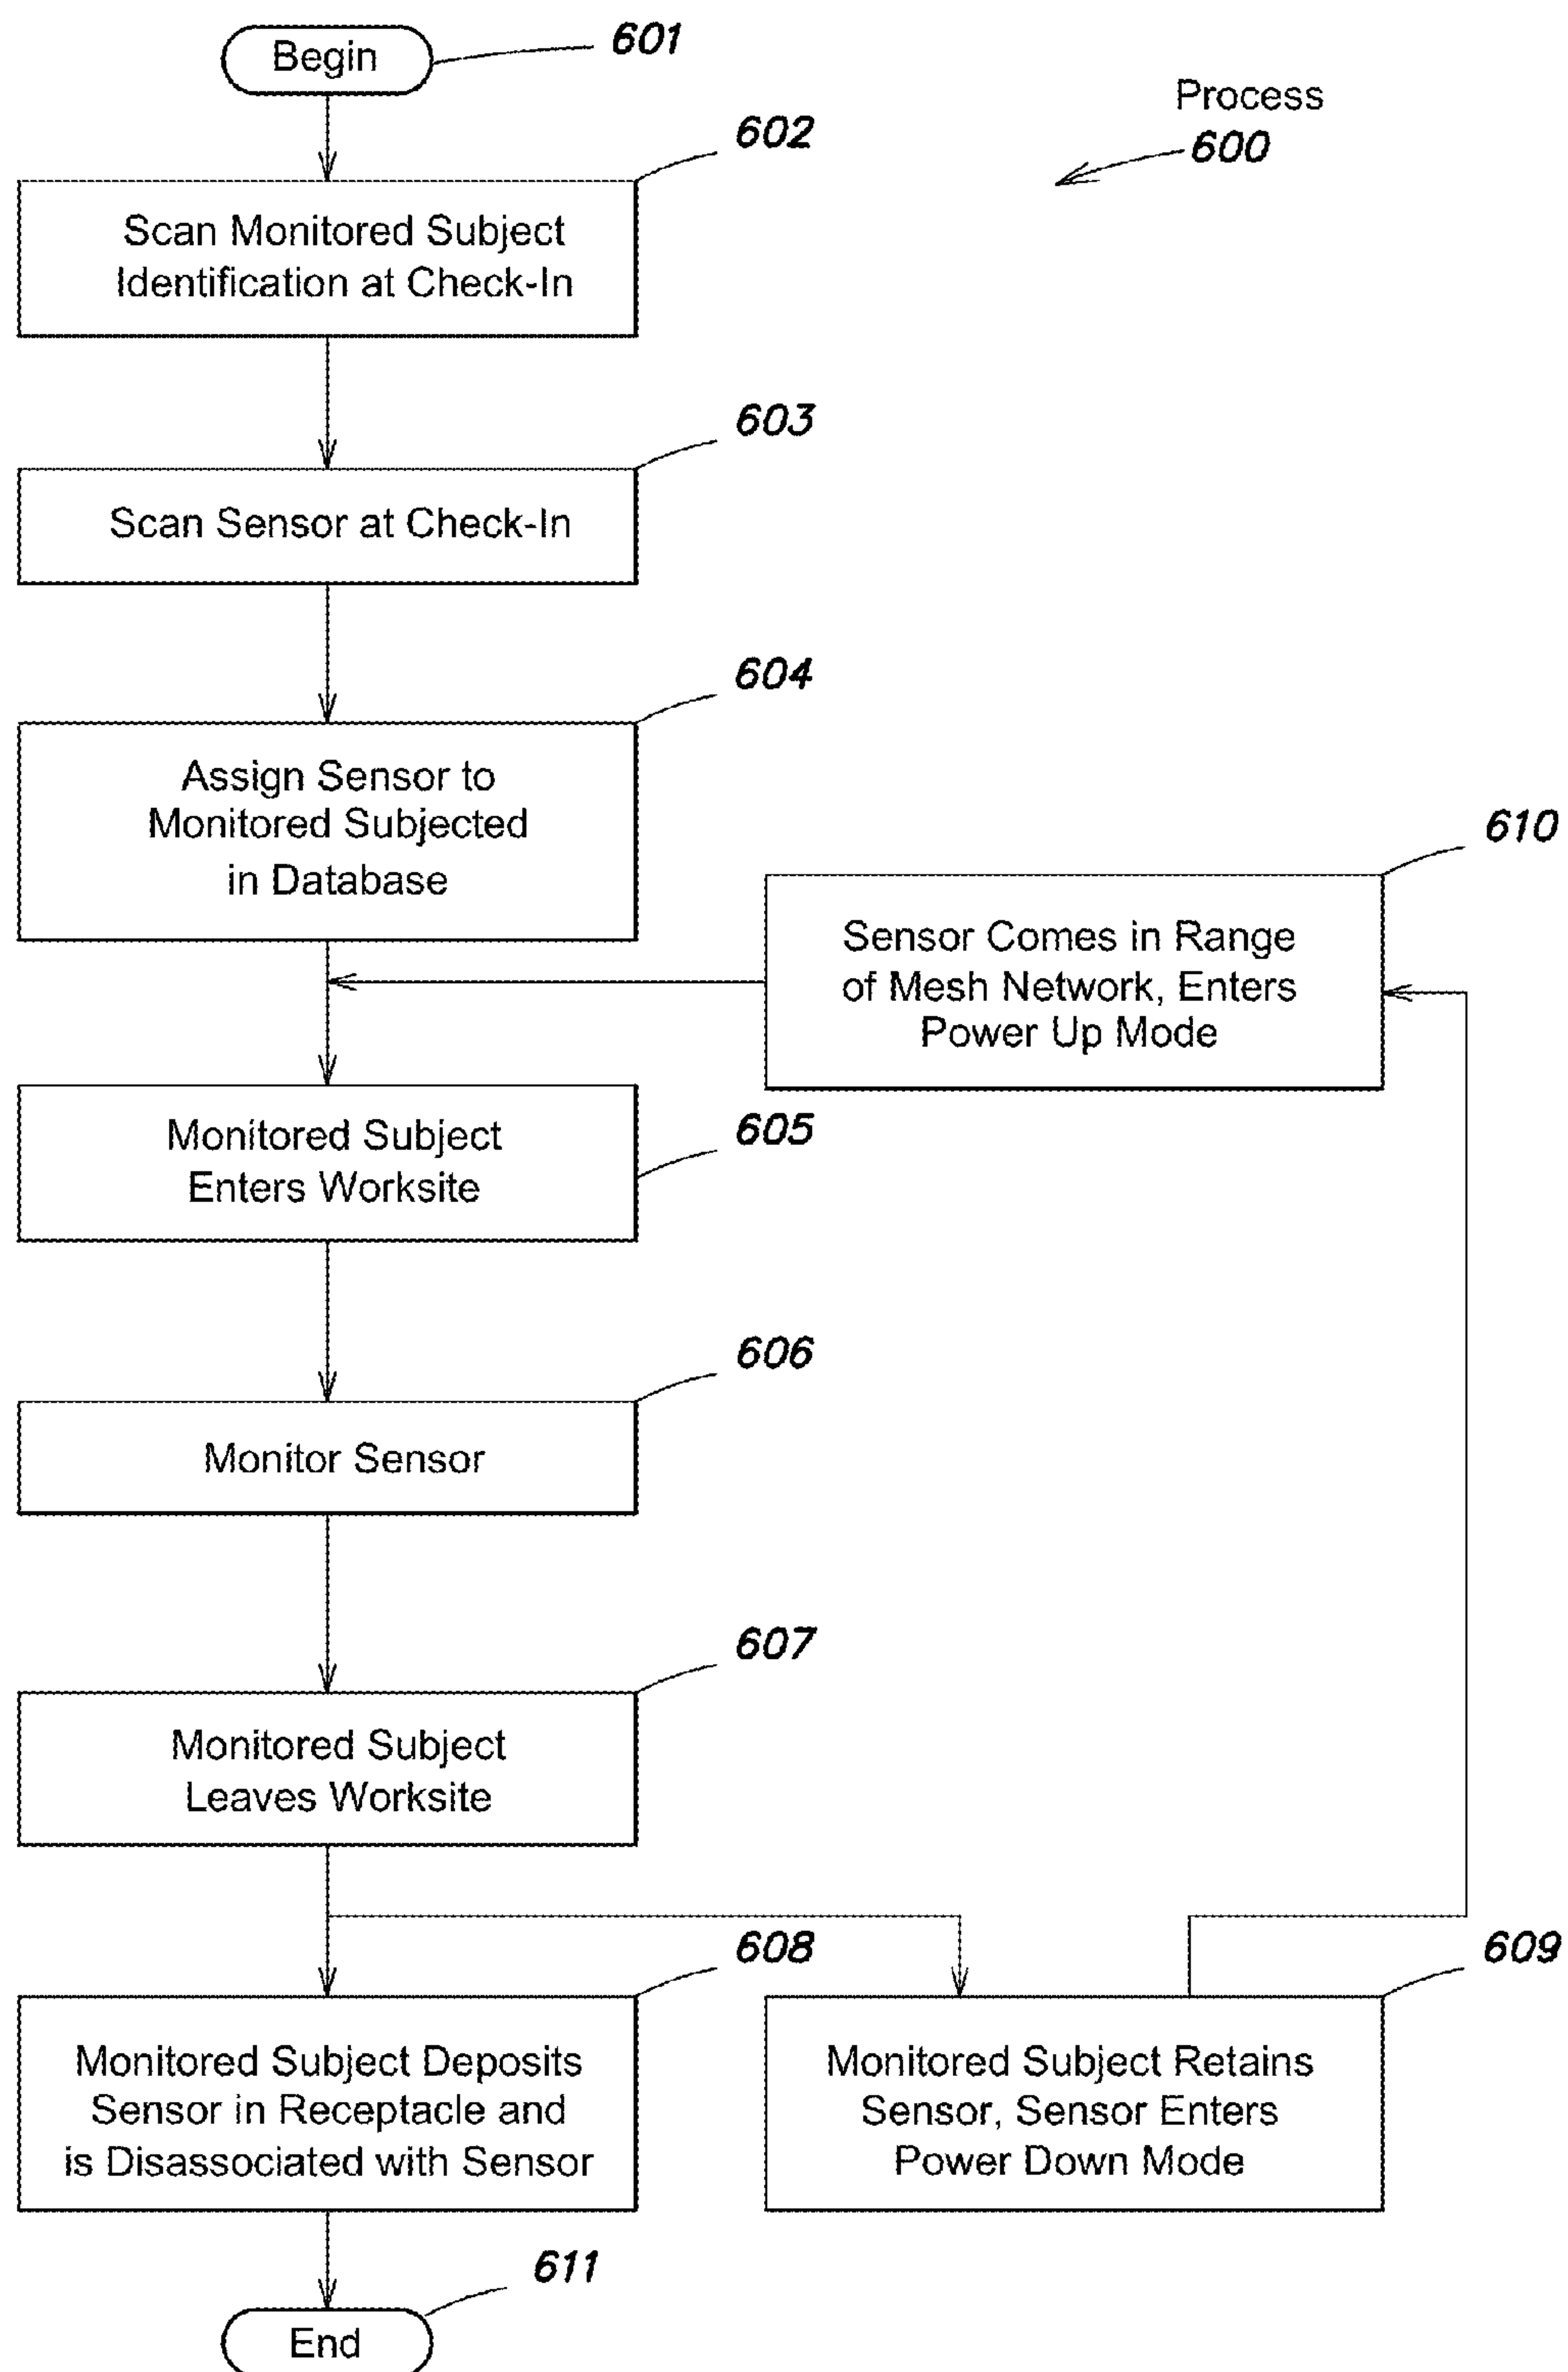 Begin
601
Process
600
602
Scan Monitored Subject
Identification at Check-In
603
Scan Sensor at Check-In
604
Assign Sensor to
Monitored Subjected
in Database
610
Sensor Comes in Range
of Mesh Network, Enters
Power Up Mode
605
Monitored Subject
Enters Worksite
606
Monitor Sensor
607
Monitored Subject
Leaves Worksite
608
Monitored Subject Deposits
Sensor in Receptacle and
is Disassociated with Sensor
609
Monitored Subject Retains
Sensor, Sensor Enters
Power Down Mode
611
End